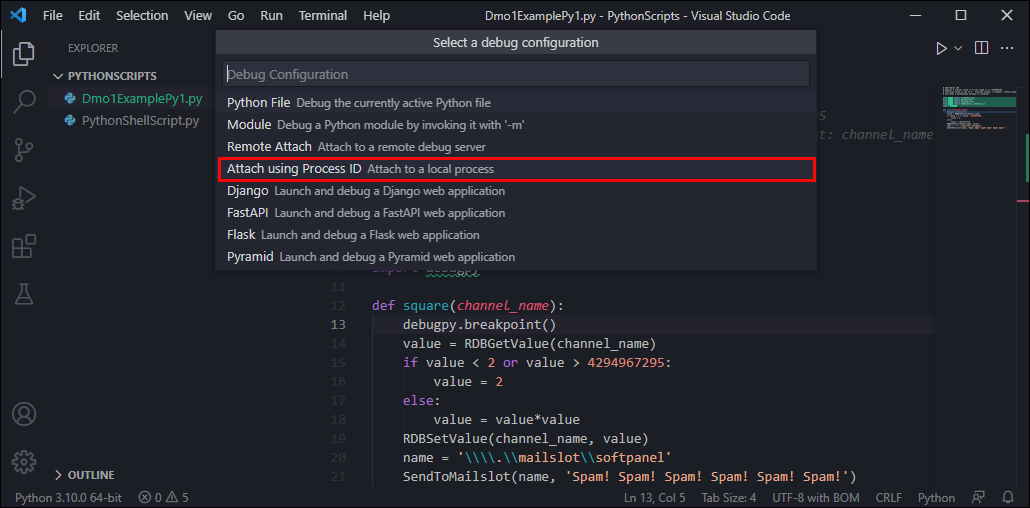 File Edit Selection View Go Run Terminal Help Dmo1ExamplePy1.py - PythonScripts - Visual Studio Code
Select a debug configuration
EXPLORER
Debug Configuration
PYTHONSCRIPTS
Dmo1ExamplePy1.py
PythonShellScript.py
Python File Debug the currently active Python file
Module Debug a Python module by invoking it with '-m'
Remote Attach Attach to a remote debug server
Attach using Process ID Attach to a local process
Django Launch and debug a Django web application
FastAPI Launch and debug a FastAPI web application
Flask Launch and debug a Flask web application
Pyramid Launch and debug a Pyramid web application
5
t: channel_name
import debugpy
11
12 def square(channel_name):
13 debugpy.breakpoint()
14 value = RDBGetValue(channel_name)
15 if value < 2 or value > 4294967295:
16 value = 2
17 else:
18 value = value*value
19 RDBSetValue(channel_name, value)
20 name = '\\\\.\\mailslot\\softpanel'
21 SendToMailslot(name, 'Spam! Spam! Spam! Spam! Spam! Spam!')
OUTLINE
Python 3.10.0 64-bit 0 5 Ln 13, Col 5 Tab Size: 4 UTF-8 with BOM CRLF Python